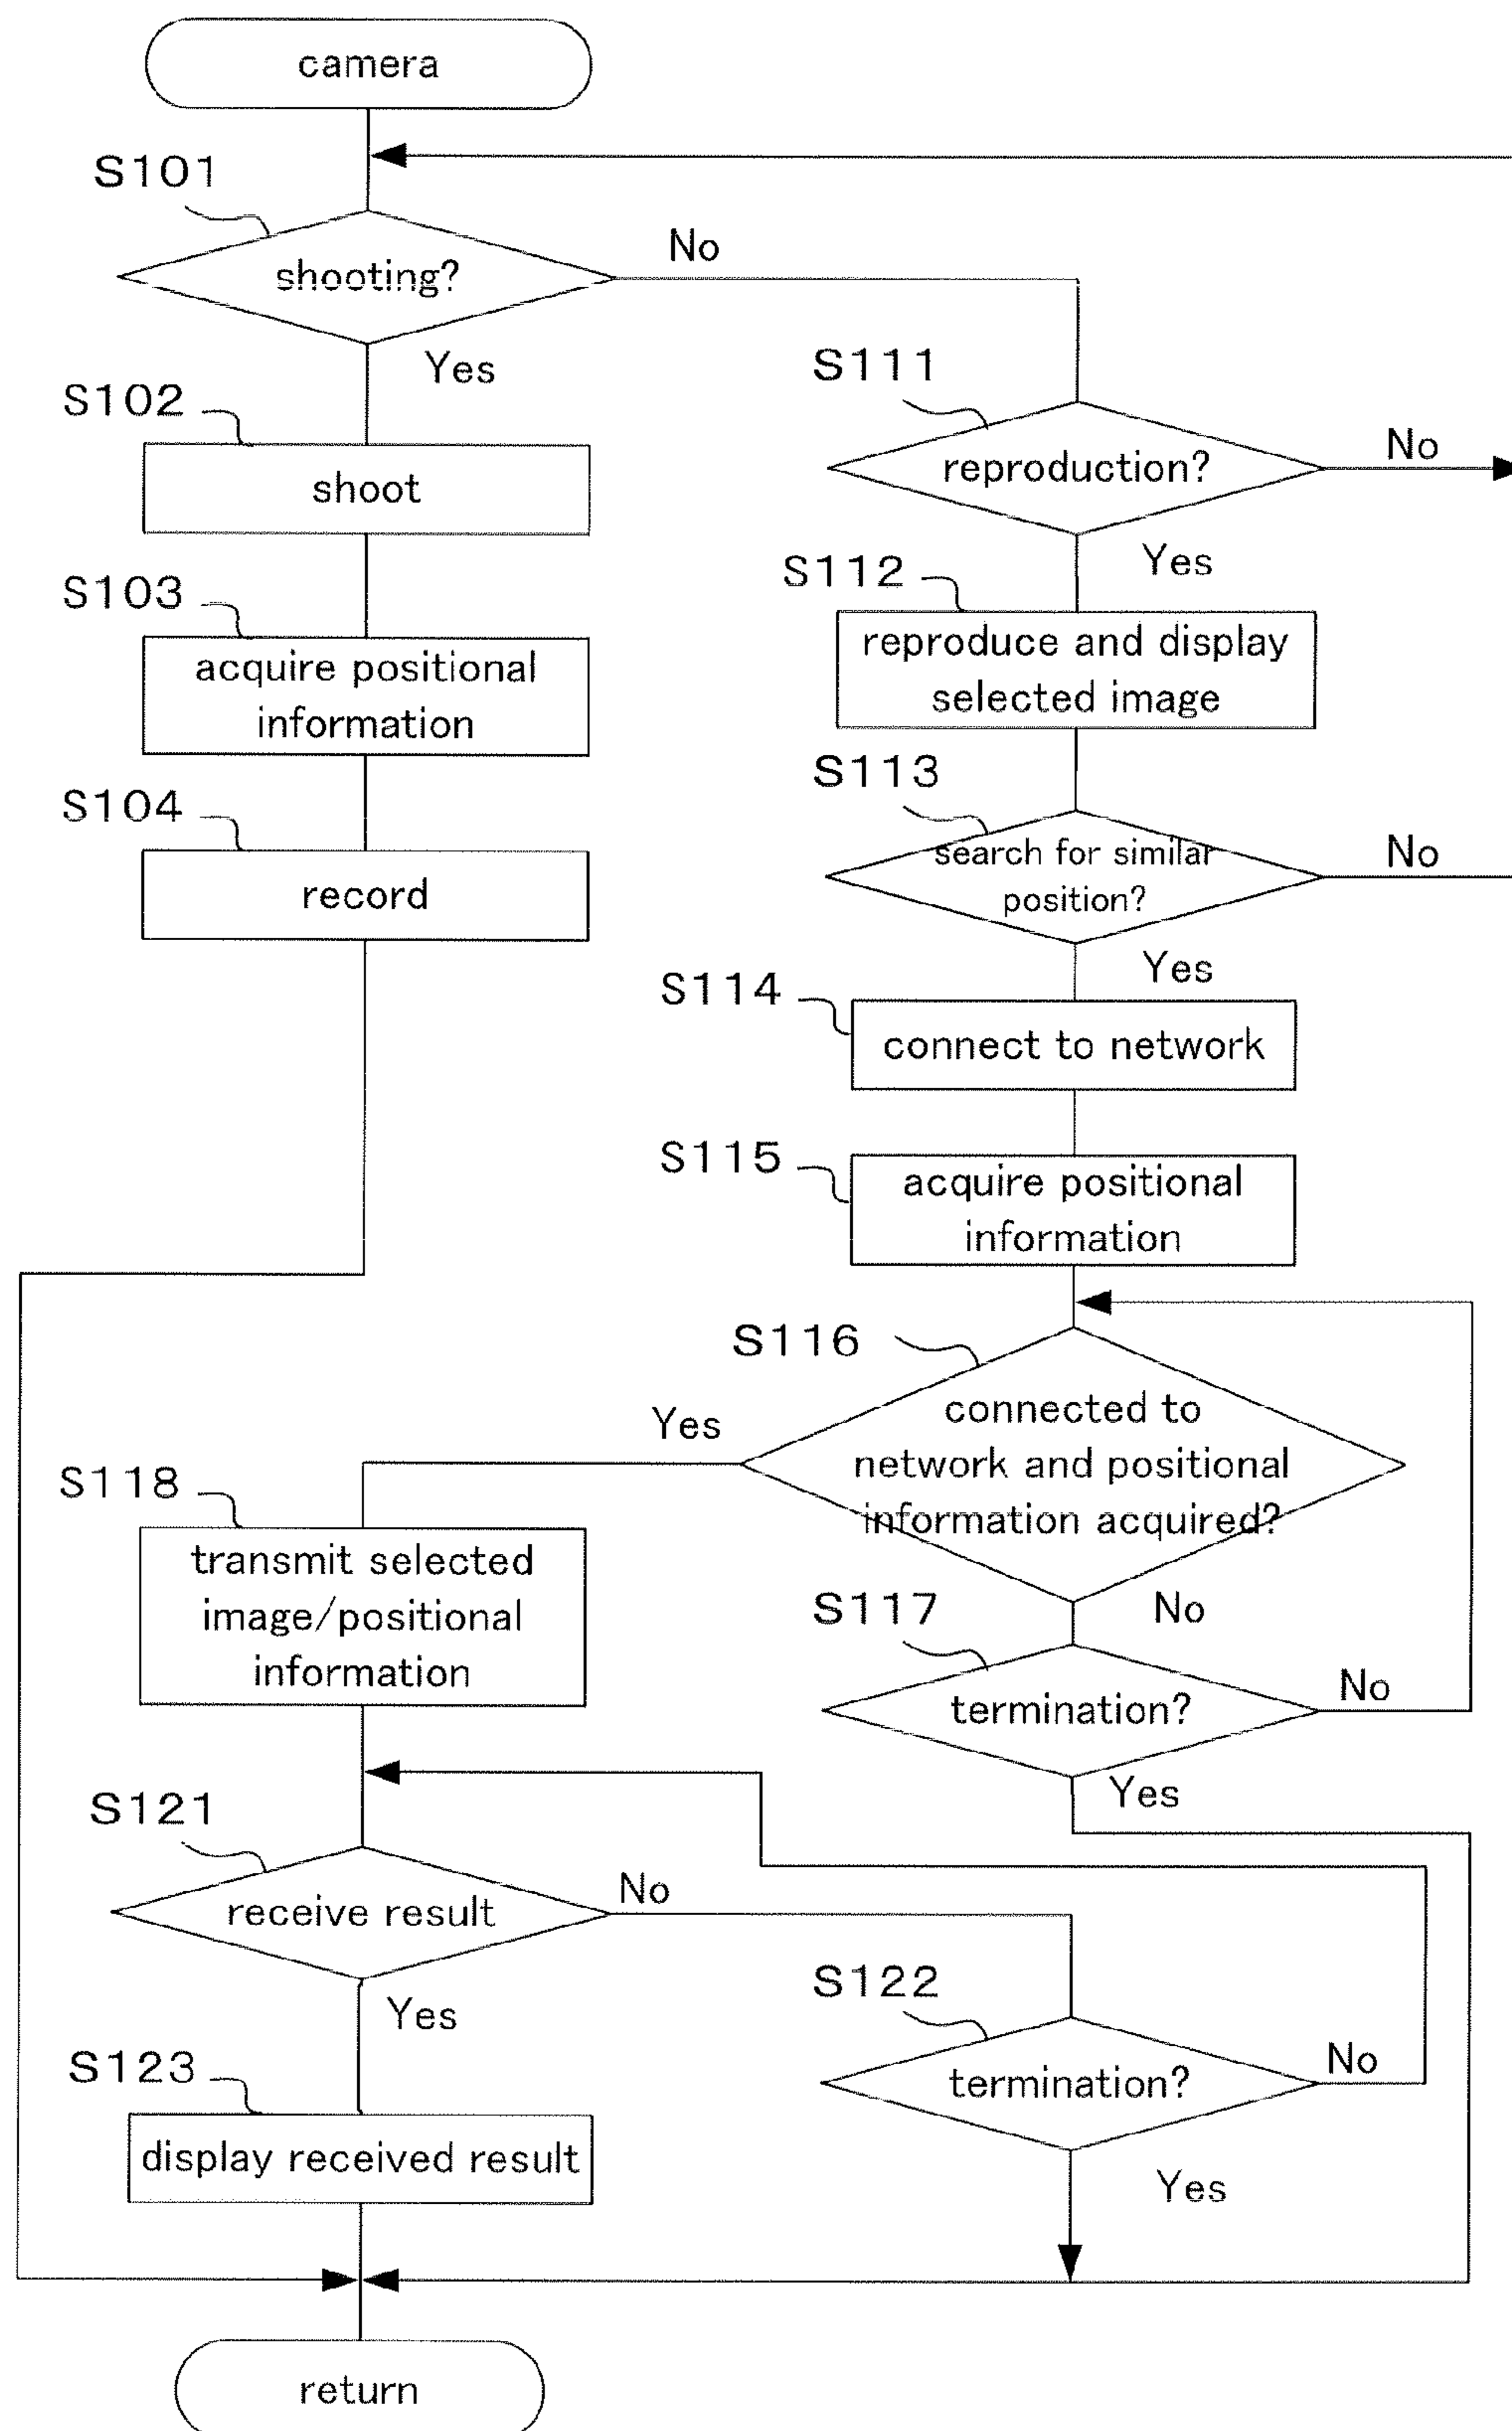 camera
S101
shooting?
No
Yes
S102
shoot
S103
acquire positional
information
S104
record
S111
reproduction?
No
Yes
S112
reproduce and display
selected image
S113
search for similar
position?
No
Yes
S114
connect to network
S115
acquire positional
information
S116
connected to
network and positional
information acquired?
Yes
No
S117
termination?
No
Yes
S118
transmit selected
image/positional
information
S121
receive result
No
Yes
S122
termination?
No
Yes
S123
display received result
return